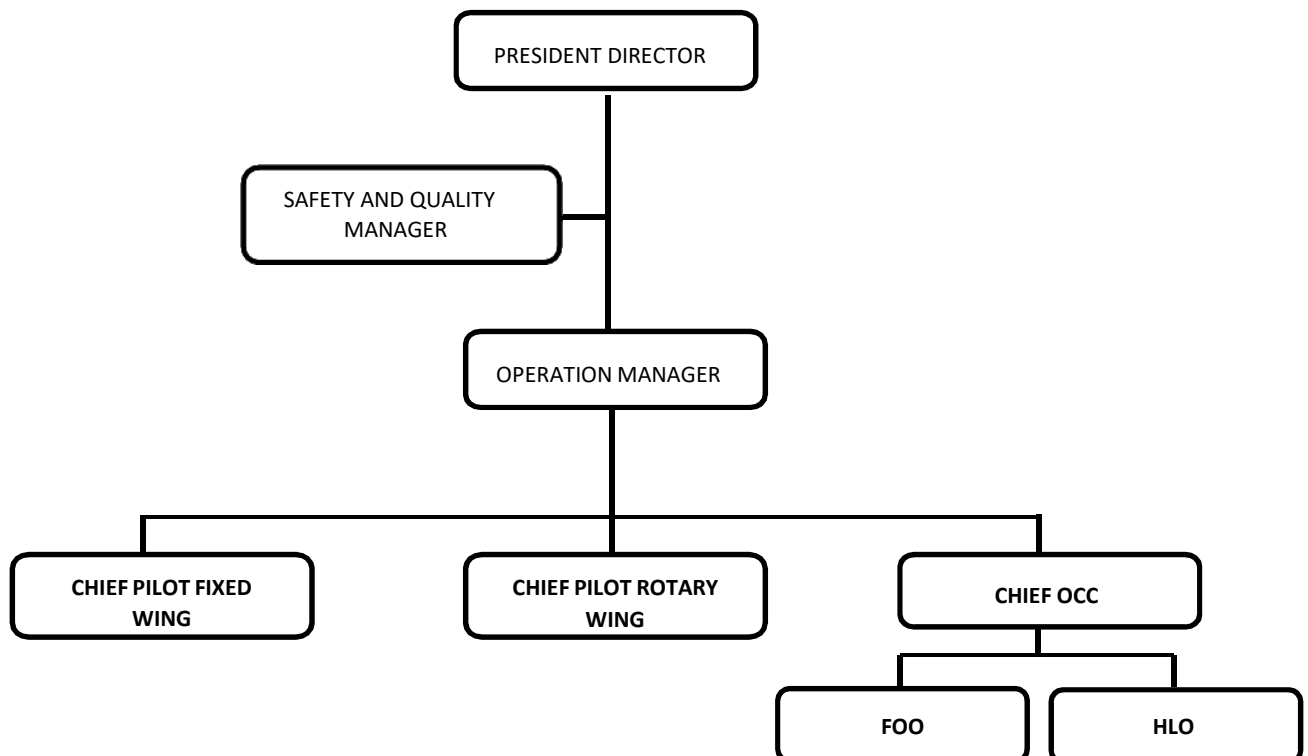 PRESIDENT DIRECTOR
SAFETY AND QUALITY
MANAGER
OPERATION MANAGER
CHIEF PILOT FIXED
WING
CHIEF PILOT ROTARY
WING
CHIEF OCC
FOO
HLO